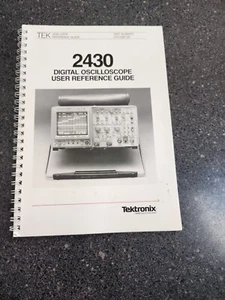 TEK
2430
DIGITAL OSCILLOSCOPE
USER REFERENCE GUIDE
Tektronix